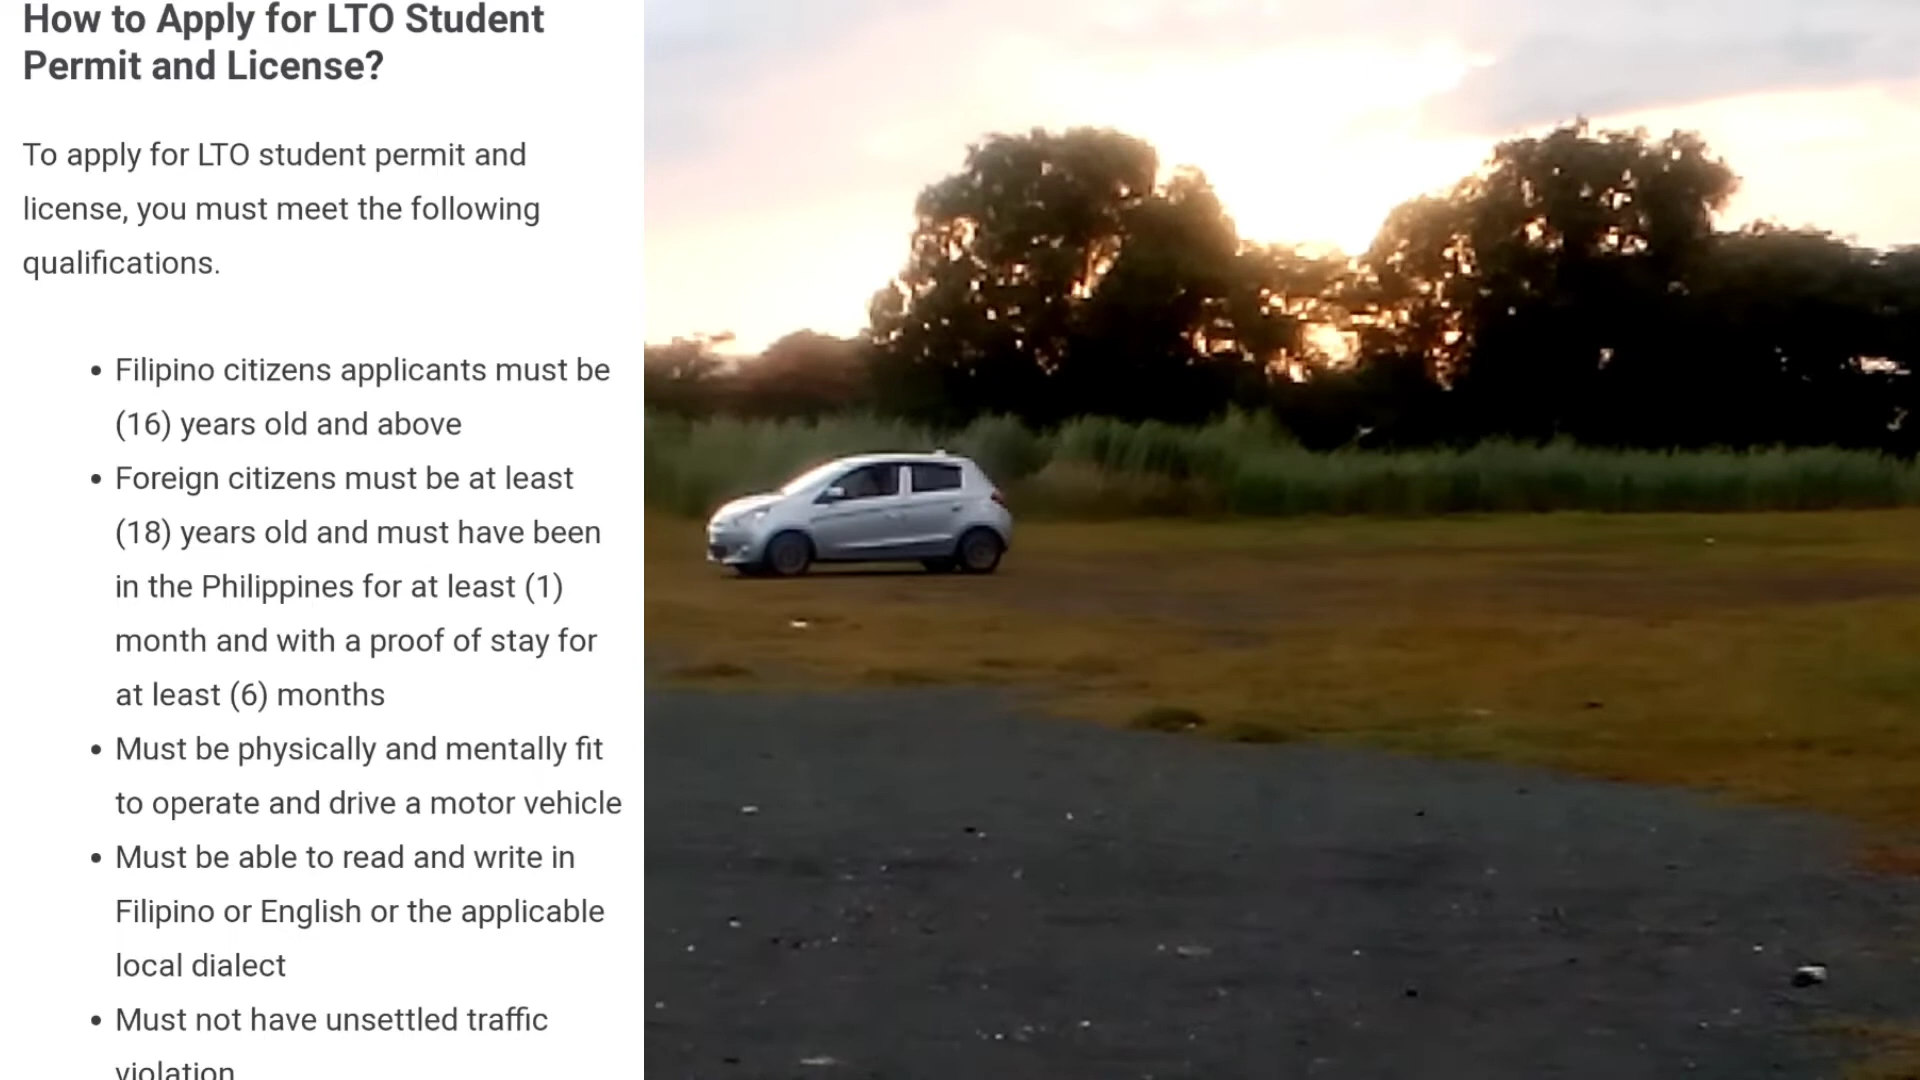 How to Apply for LTO Student
Permit and License?
To apply for LTO student permit and
license, you must meet the following
qualifications.
• Filipino citizens applicants must be
(16) years old and above
• Foreign citizens must be at least
(18) years old and must have been
in the Philippines for at least (1)
month and with a proof of stay for
at least (6) months
• Must be physically and mentally fit
to operate and drive a motor vehicle
• Must be able to read and write in
Filipino or English or the applicable
local dialect
• Must not have unsettled traffic
violation